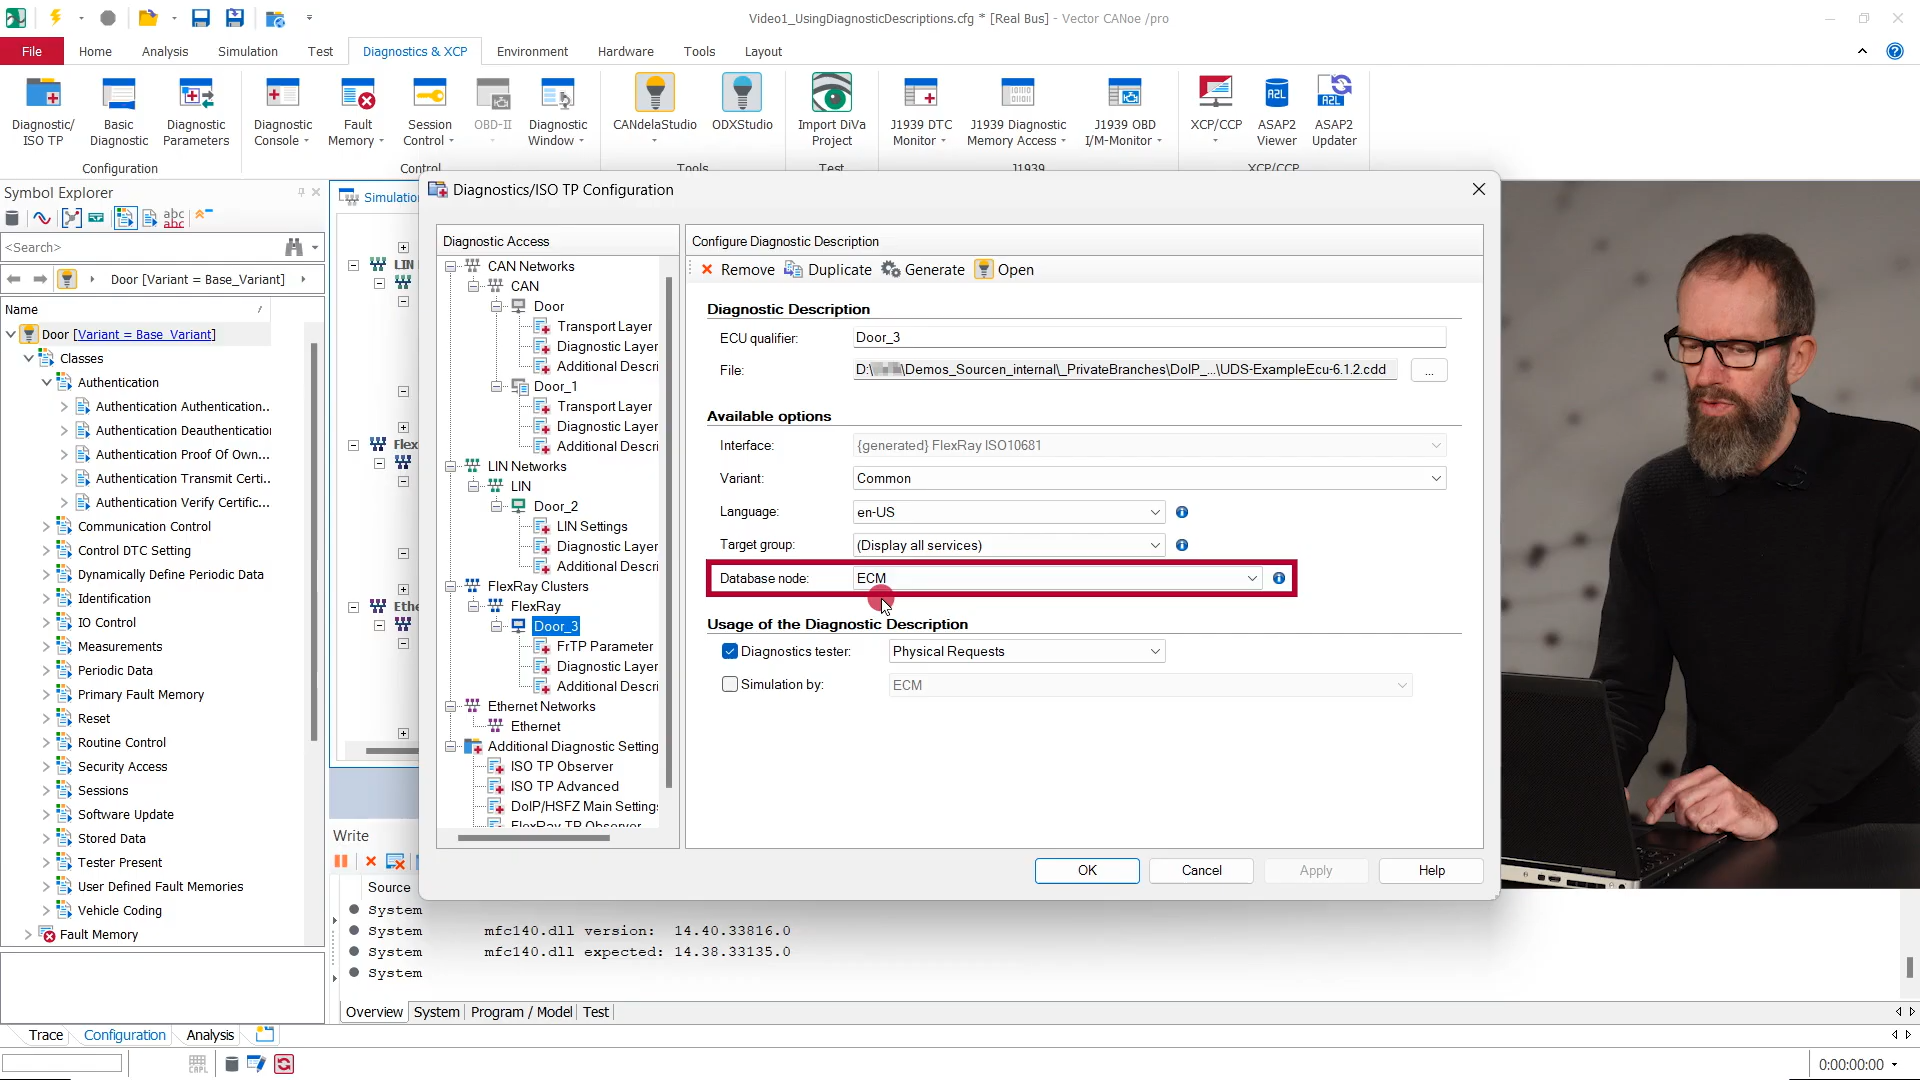 Video1_UsingDiagnosticDescriptions.cfg * [Real Bus] - Vector CANoe /pro
File Home Analysis Simulation Test Diagnostics & XCP Environment Hardware Tools Layout
Diagnostic/ ISO TP
Basic Diagnostic
Diagnostic Parameters
Diagnostic Console
Fault Memory
Session Control
OBD-II
Diagnostic Window
CANdelaStudio
ODXStudio
Import DiVa Project
J1939 DTC Monitor
J1939 Diagnostic Memory Access
J1939 OBD I/M-Monitor
XCP/CCP
ASAP2 Viewer
ASAP2 Updater
Configuration Control Tools Test J1939 XCP/CCP
Symbol Explorer
<Search>
Door [Variant = Base_Variant]
Name
Door [Variant = Base_Variant]
Classes
Authentication
Authentication Authentication..
Authentication Deauthentication
Authentication Proof Of Own...
Authentication Transmit Certi..
Authentication Verify Certific...
Communication Control
Control DTC Setting
Dynamically Define Periodic Data
Identification
IO Control
Measurements
Periodic Data
Primary Fault Memory
Reset
Routine Control
Security Access
Sessions
Software Update
Stored Data
Tester Present
User Defined Fault Memories
Vehicle Coding
Fault Memory
Simulation
LIN
Flex
Ethe
Diagnostics/ISO TP Configuration
Diagnostic Access
CAN Networks
CAN
Door
Transport Layer
Diagnostic Layer
Additional Descri
Door_1
Transport Layer
Diagnostic Layer
Additional Descri
LIN Networks
LIN
Door_2
LIN Settings
Diagnostic Layer
Additional Descri
FlexRay Clusters
FlexRay
Door_3
FrTP Parameter
Diagnostic Layer
Additional Descri
Ethernet Networks
Ethernet
Additional Diagnostic Setting
ISO TP Observer
ISO TP Advanced
DoIP/HSFZ Main Settings
FlexRay TP Observer
Configure Diagnostic Description
Remove Duplicate Generate Open
Diagnostic Description
ECU qualifier: Door_3
File: D:\ \Demos_Sourcen_internal\_PrivateBranches\DoIP_...\UDS-ExampleEcu-6.1.2.cdd ...
Available options
Interface: {generated} FlexRay ISO10681
Variant: Common
Language: en-US
Target group: (Display all services)
Database node: ECM
Usage of the Diagnostic Description
Diagnostics tester: Physical Requests
Simulation by: ECM
OK Cancel Apply Help
Write
Source
System
System mfc140.dll version: 14.40.33816.0
System mfc140.dll expected: 14.38.33135.0
System
Overview System Program / Model Test
Trace Configuration Analysis
CAPL
0:00:00:00